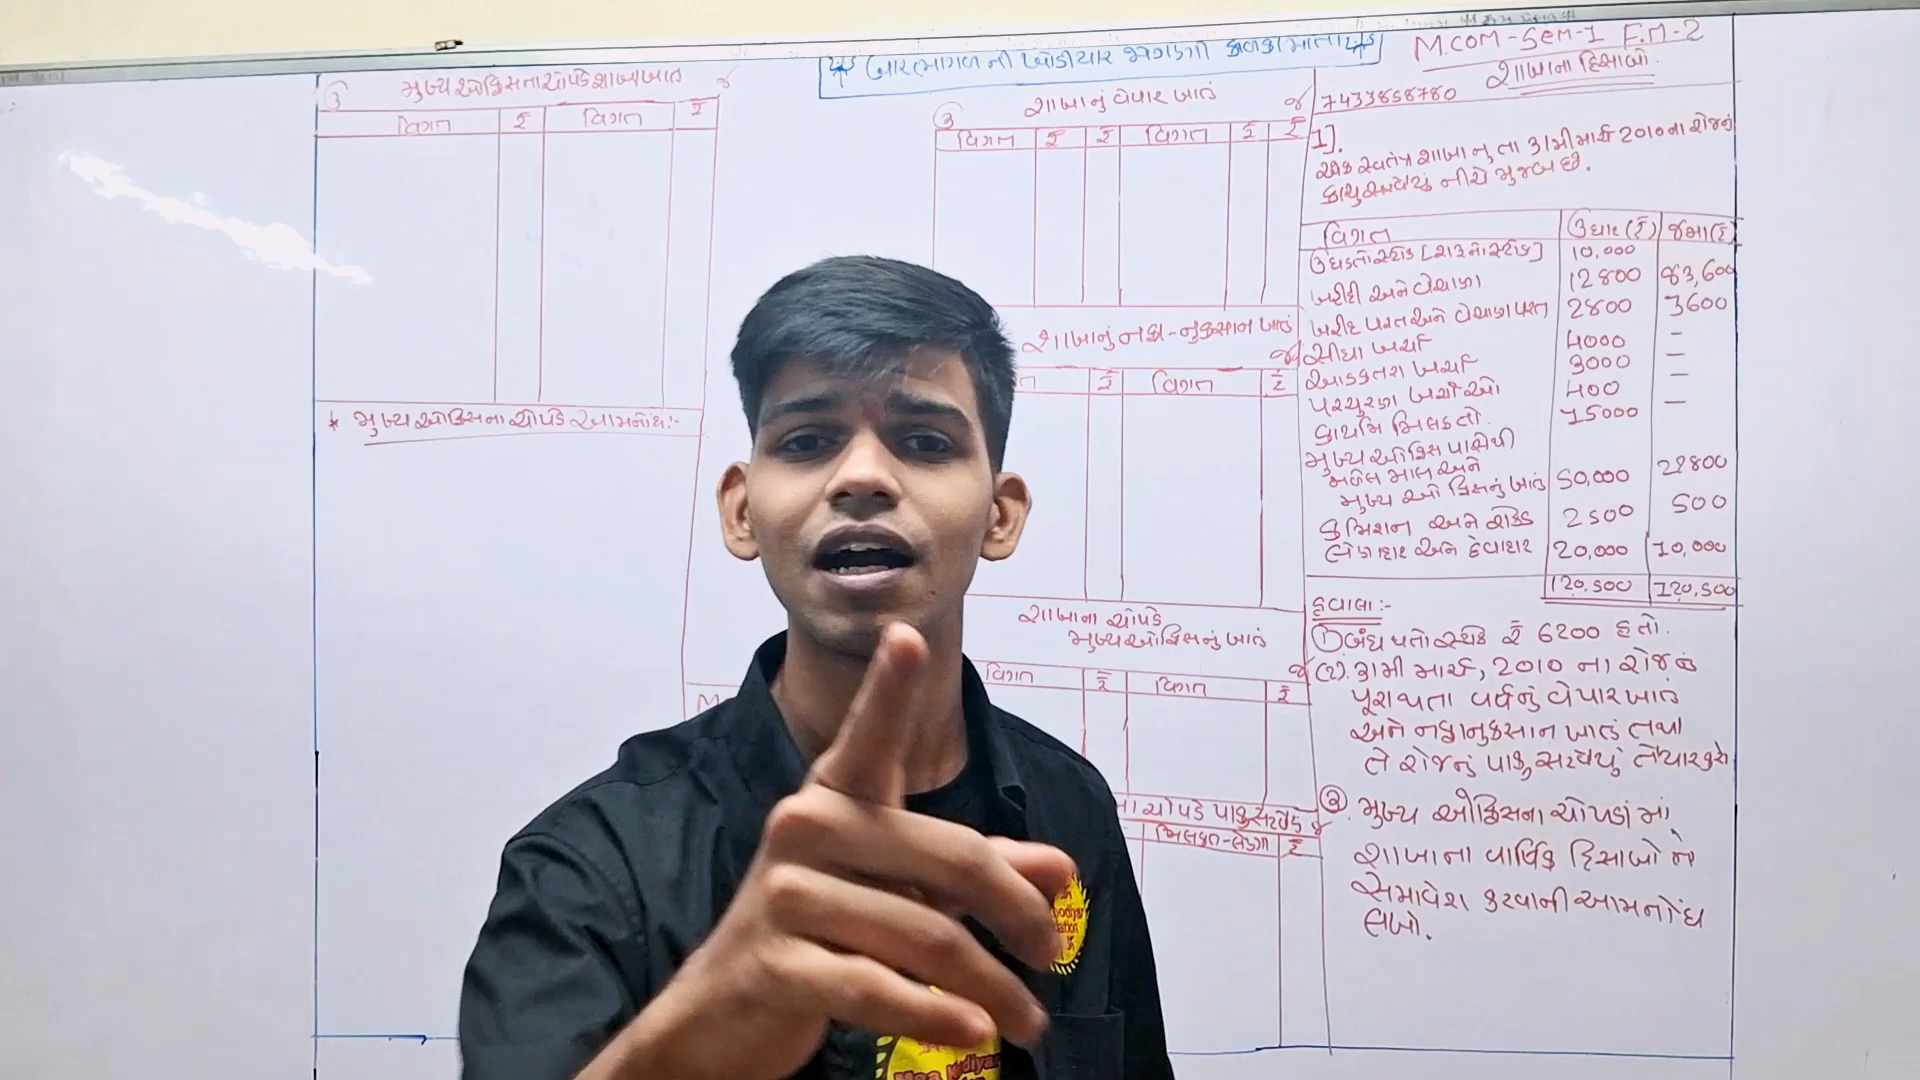 M.COM-Sem-1 F.M-2
શાખાના હિસાબો.
7433858780
1].
એક સ્વતંત્ર શાખાનુ તા 31મી માર્ચ 2010ના રોજનું
કાચુ સરવૈયું નીચે મુજબ છે.
વિગત ઉધાર(₹) જમા(₹)
ઉઘડતો સ્ટોક [શરૂનો સ્ટોક] 10,000
ખરીદી અને વેચાણ 12800 83,600
ખરીદ પરત અને વેચાણ પરત 2800 3600
સીધા ખર્ચા 4000 –
આડકતરા ખર્ચા 3000 –
પરચુરણ ખર્ચાઓ 400 –
કાયમિ મિલકતો. 15000 –
મુખ્ય ઓફિસ પાસેથી
મળેલ માલ અને
મુખ્ય ઓફિસનું ખાતું 50,000 22800
કમિશન અને રોકડ 2500 500
લેણદાર અને દેવાદાર 20,000 10,000
120,500 120,500
હવાલા:-
① બંધ થતો સ્ટોક ₹ 6200 હતો.
(2). 31મી માર્ચ, 2010 ના રોજ
પૂરા થતા વર્ષનું વેપારખાતું
અને નફાનુકસાન ખાતું તથા
તે રોજનું પાકુ સરવૈયું તૈયાર કરો
③. મુખ્ય ઓફિસના ચોપડાંમાં
શાખાના વાર્ષિક હિસાબોને
સમાવેશ કરવાની આમનોંધ
લખો.
ઉ મુખ્ય ઓફિસના ચોપડે શાખા ખાતુ જ
વિગત ₹ વિગત ₹
* મુખ્ય ઓફિસના ચોપડે આમનોંધ:-
ઉ શાખાનું વેપાર ખાતું જ
વિગત ₹ ₹ વિગત ₹ ₹
શાખાનું નફા-નુકસાન ખાતું
જ
વિગત ₹
શાખાના ચોપડે
મુખ્ય ઓફિસનું ખાતું
જ
વિગત ₹ વિગત ₹
ચોપડે પાકુ સરવૈયુ
મિલકત-લેણા ₹